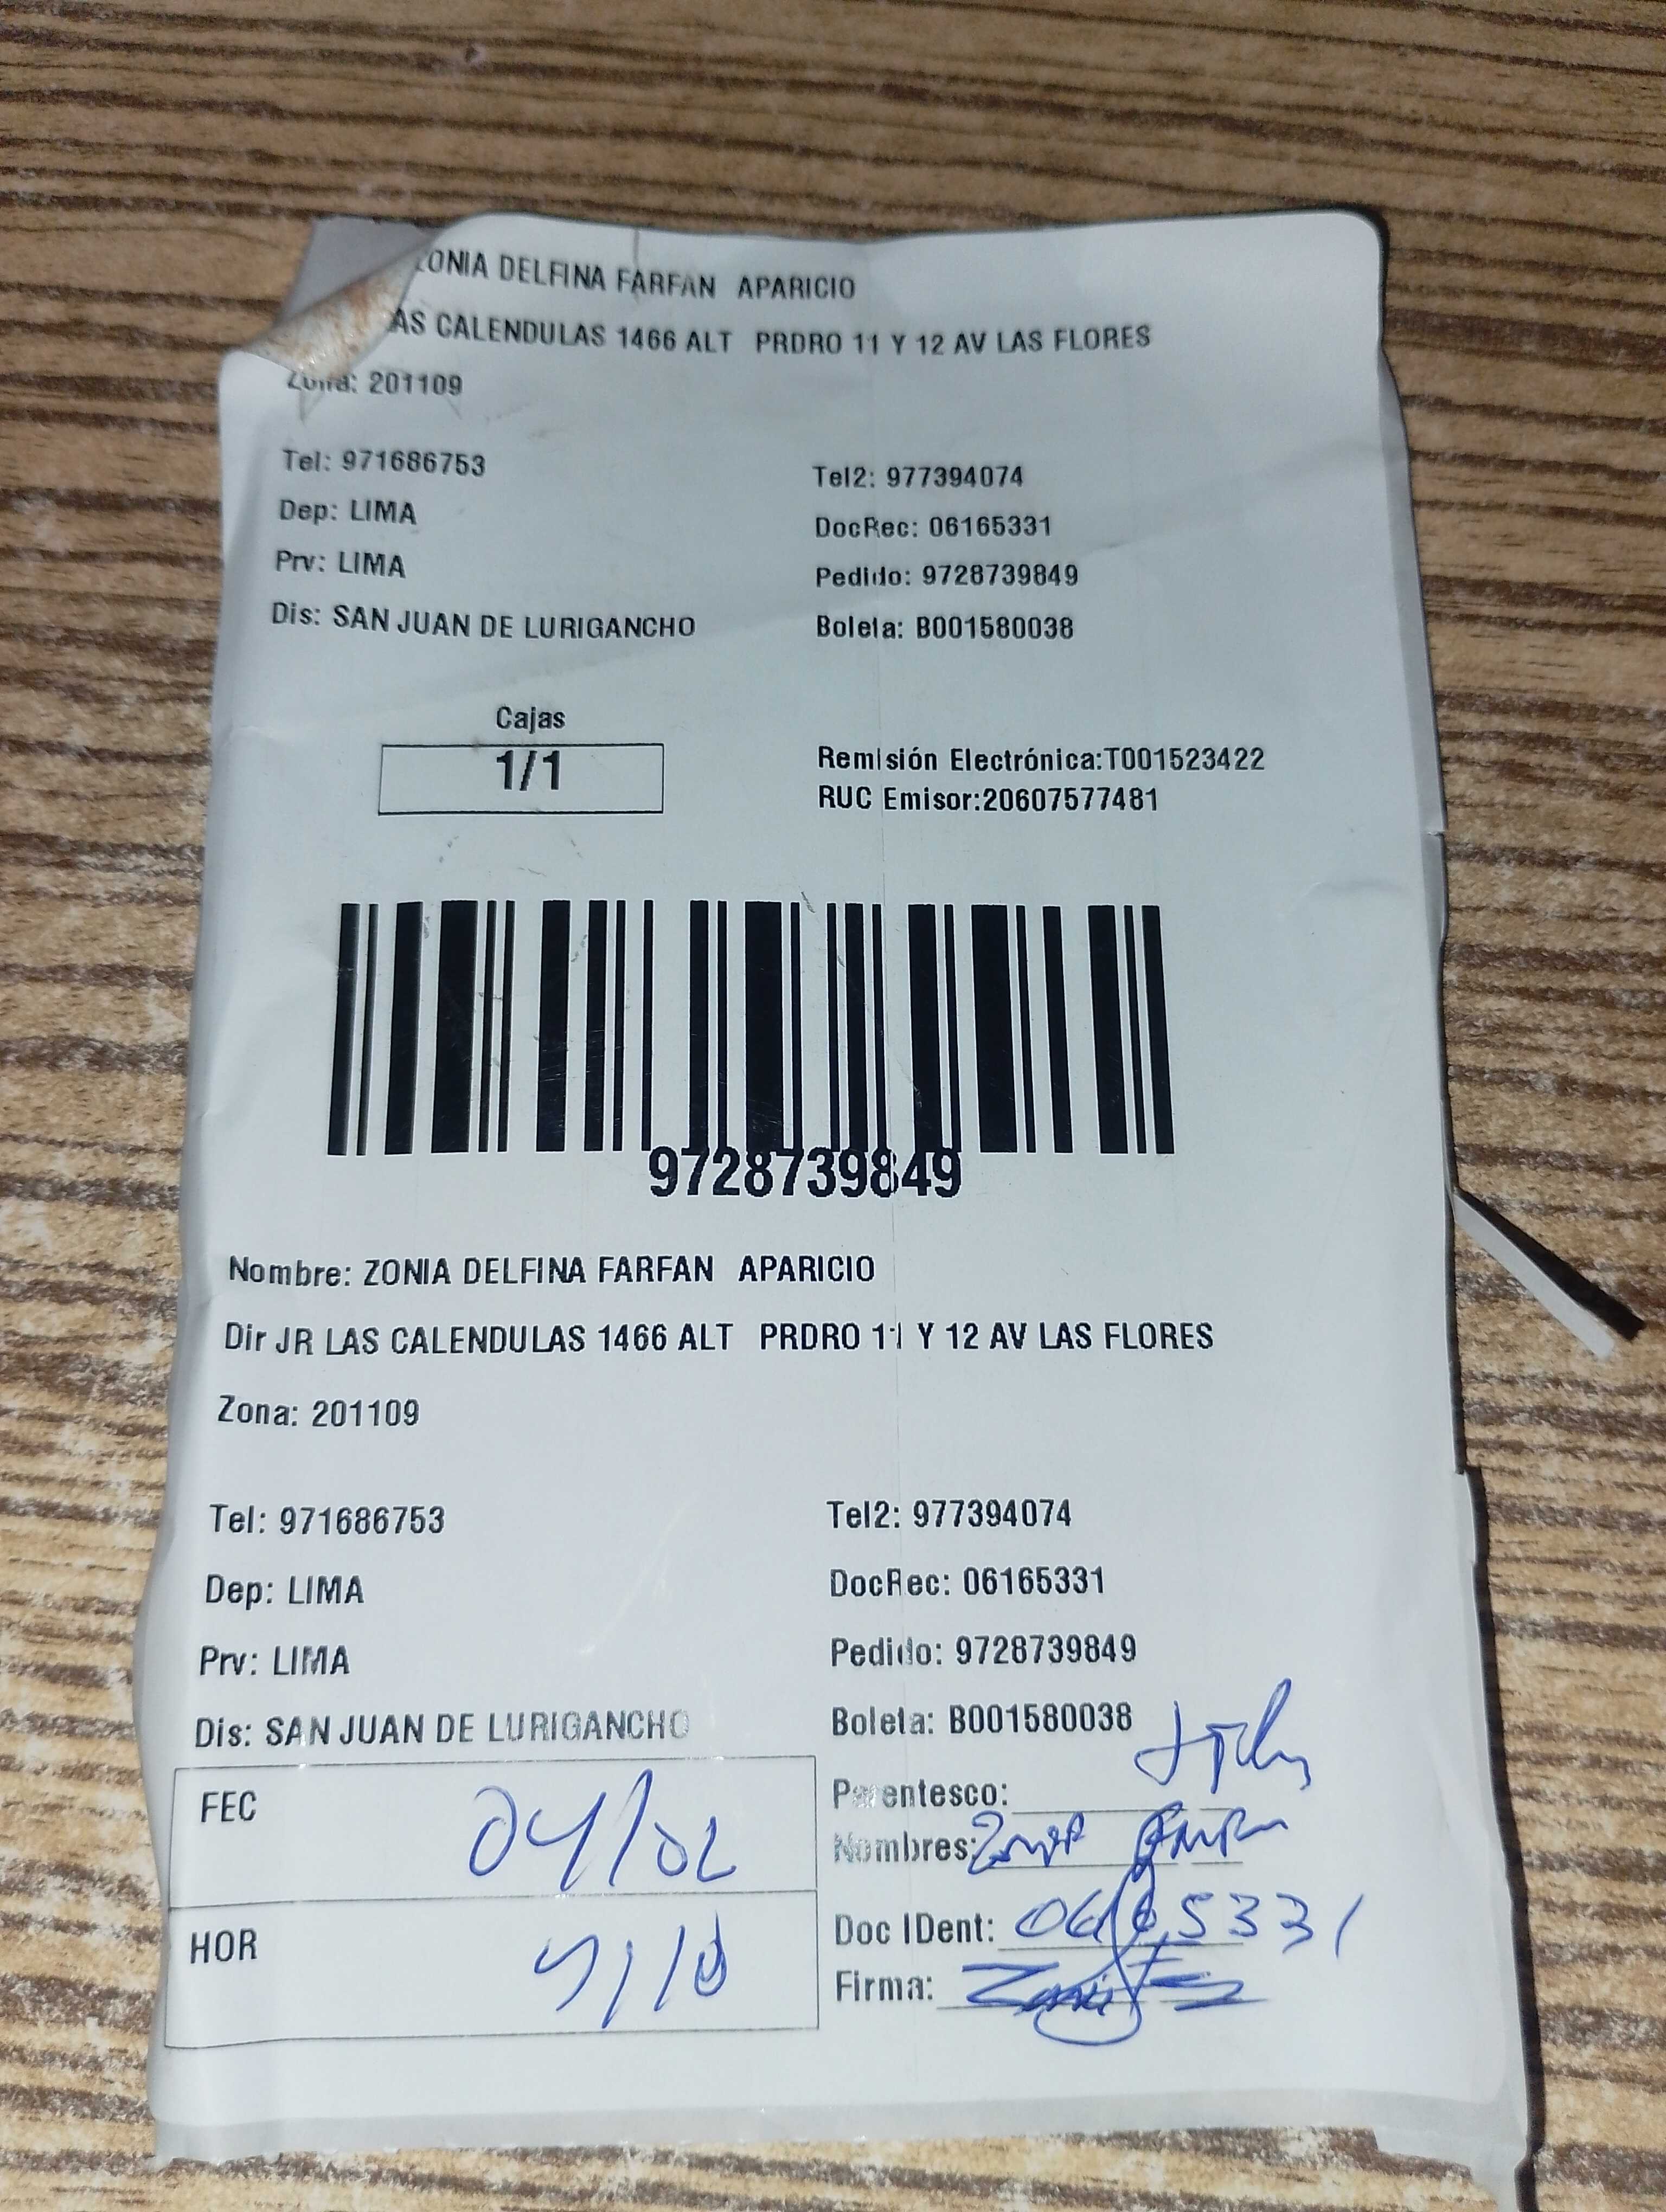 ZONIA DELFINA FARFAN APARICIO
LAS CALENDULAS 1466 ALT PRDRO 11 Y 12 AV LAS FLORES
Zona: 201109
Tel: 971686753
Tel2: 977394074
Dep: LIMA
DocRec: 06165331
Prv: LIMA
Pedido: 9728739849
Dis: SAN JUAN DE LURIGANCHO
Boleta: B001580038
Cajas
1/1
Remisión Electrónica:T001523422
RUC Emisor:20607577481
9728739849
Nombre: ZONIA DELFINA FARFAN APARICIO
Dir JR LAS CALENDULAS 1466 ALT PRDRO 11 Y 12 AV LAS FLORES
Zona: 201109
Tel: 971686753
Tel2: 977394074
Dep: LIMA
DocRec: 06165331
Prv: LIMA
Pedido: 9728739849
Dis: SAN JUAN DE LURIGANCHO
Boleta: B001580038
FEC 04/02
Parentesco:
Nombres:
HOR
Doc IDent: 06165331
Firma: